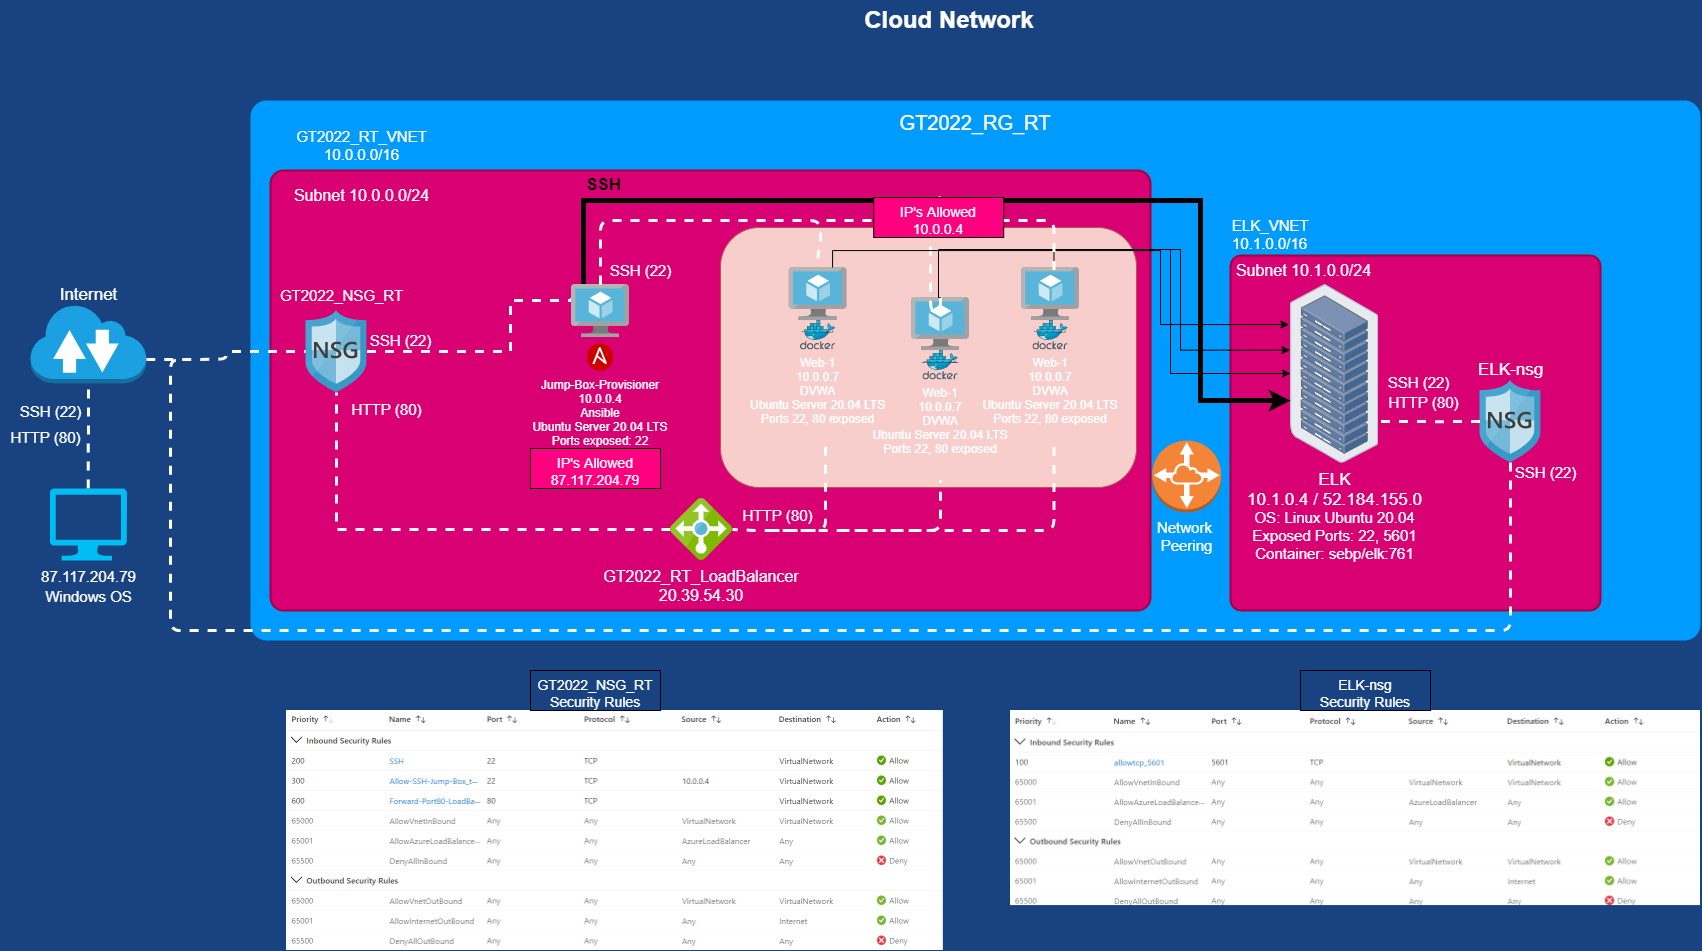 Cloud Network
GT2022_RG_RT
GT2022_RT_VNET
10.0.0.0/16
Subnet 10.0.0.0/24
SSH
IP's Allowed
10.0.0.4
SSH (22)
ELK_VNET
10.1.0.0/16
Subnet 10.1.0.0/24
Internet
SSH (22)
HTTP (80)
87.117.204.79
Windows OS
GT2022_NSG_RT
NSG
SSH (22)
HTTP (80)
Jump-Box-Provisioner
10.0.0.4
Ansible
Ubuntu Server 20.04 LTS
Ports exposed: 22
IP's Allowed
87.117.204.79
docker
Web-1
10.0.0.7
DVWA
Ubuntu Server 20.04 LTS
Ports 22, 80 exposed
docker
Web-1
10.0.0.7
DVWA
Ubuntu Server 20.04 LTS
Ports 22, 80 exposed
docker
Web-1
10.0.0.7
DVWA
Ubuntu Server 20.04 LTS
Ports 22, 80 exposed
HTTP (80)
GT2022_RT_LoadBalancer
20.39.54.30
Network
Peering
ELK
10.1.0.4 / 52.184.155.0
OS: Linux Ubuntu 20.04
Exposed Ports: 22, 5601
Container: sebp/elk:761
SSH (22)
HTTP (80)
ELK-nsg
NSG
SSH (22)
GT2022_NSG_RT
Security Rules
Priority Name Port Protocol Source Destination Action
Inbound Security Rules
200 SSH 22 TCP VirtualNetwork Allow
300 Allow-SSH-Jump-Box_t... 22 TCP 10.0.0.4 VirtualNetwork Allow
600 Forward-Port80-LoadBa... 80 TCP VirtualNetwork Allow
65000 AllowVnetInBound Any Any VirtualNetwork VirtualNetwork Allow
65001 AllowAzureLoadBalance... Any Any AzureLoadBalancer Any Allow
65500 DenyAllInBound Any Any Any Any Deny
Outbound Security Rules
65000 AllowVnetOutBound Any Any VirtualNetwork VirtualNetwork Allow
65001 AllowInternetOutBound Any Any Any Internet Allow
65500 DenyAllOutBound Any Any Any Any Deny
ELK-nsg
Security Rules
Priority Name Port Protocol Source Destination Action
Inbound Security Rules
100 allowtcp_5601 5601 TCP VirtualNetwork Allow
65000 AllowVnetInBound Any Any VirtualNetwork VirtualNetwork Allow
65001 AllowAzureLoadBalance... Any Any AzureLoadBalancer Any Allow
65500 DenyAllInBound Any Any Any Any Deny
Outbound Security Rules
65000 AllowVnetOutBound Any Any VirtualNetwork VirtualNetwork Allow
65001 AllowInternetOutBound Any Any Any Internet Allow
65500 DenyAllOutBound Any Any Any Any Deny